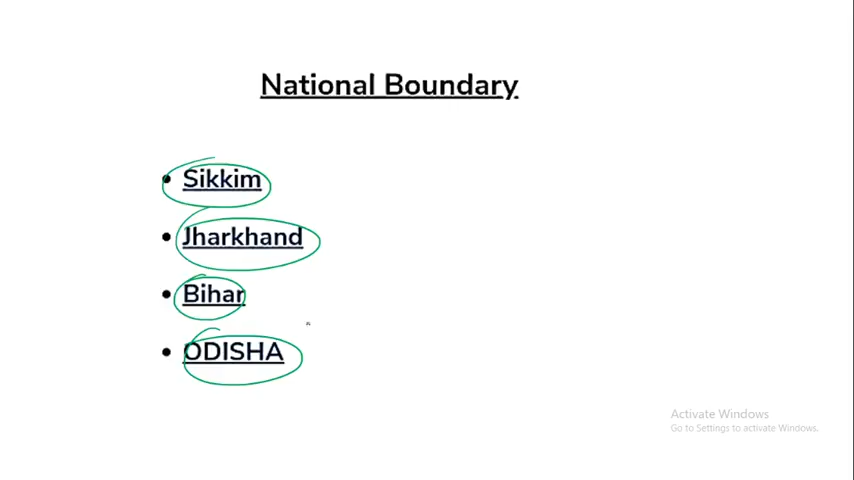 National Boundary
• Sikkim
• Jharkhand
• Bihar
• ODISHA
Activate Windows
Go to Settings to activate Windows.